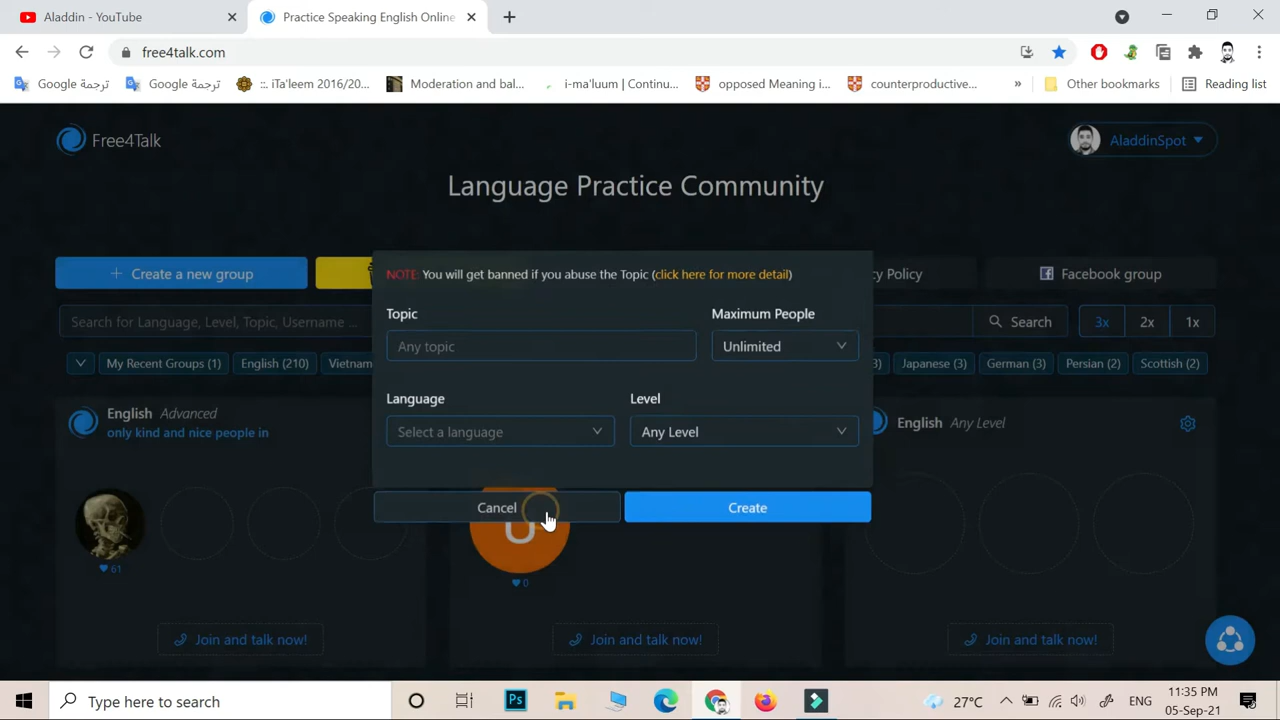 Aladdin - YouTube
Practice Speaking English Online
free4talk.com
ترجمة Google
ترجمة Google
::. iTa'leem 2016/20...
Moderation and bal...
i-ma'luum | Continu...
opposed Meaning i...
counterproductive...
»
Other bookmarks
Reading list
Free4Talk
AladdinSpot
Language Practice Community
+ Create a new group
cy Policy
Facebook group
NOTE: You will get banned if you abuse the Topic (click here for more detail)
Search for Language, Level, Topic, Username ...
Search
3x
2x
1x
Topic
Maximum People
Any topic
Unlimited
My Recent Groups (1)
English (210)
Vietnam
3)
Japanese (3)
German (3)
Persian (2)
Scottish (2)
Language
Level
Select a language
Any Level
English Advanced
only kind and nice people in
English Any Level
Cancel
Create
U
61
0
Join and talk now!
Join and talk now!
Join and talk now!
Type here to search
Ps
27°C
ENG
11:35 PM
05-Sep-21